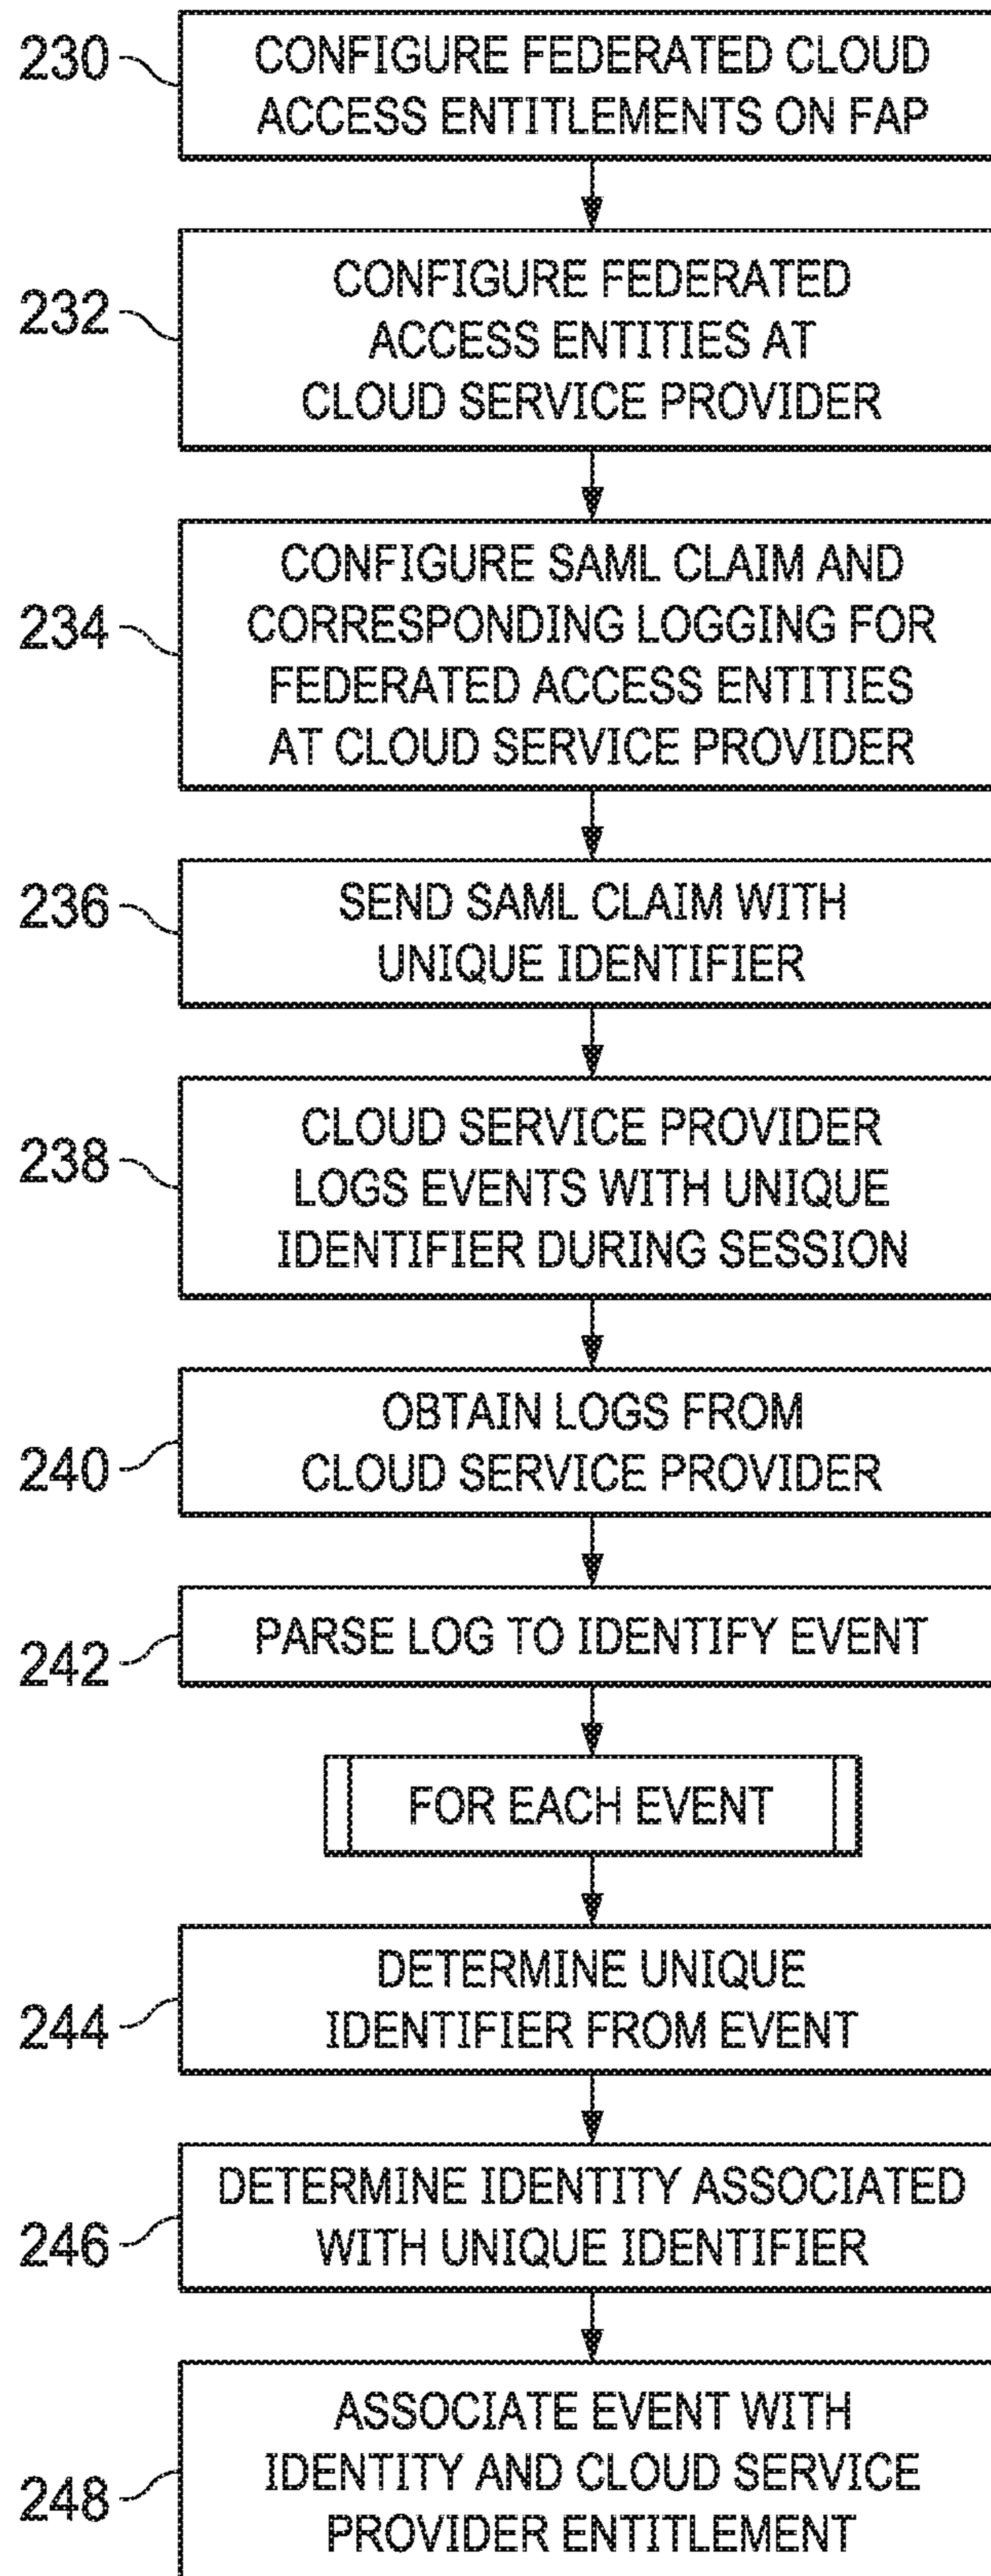 230
CONFIGURE FEDERATED CLOUD
ACCESS ENTITLEMENTS ON FAP
232
CONFIGURE FEDERATED
ACCESS ENTITIES AT
CLOUD SERVICE PROVIDER
234
CONFIGURE SAML CLAIM AND
CORRESPONDING LOGGING FOR
FEDERATED ACCESS ENTITIES
AT CLOUD SERVICE PROVIDER
236
SEND SAML CLAIM WITH
UNIQUE IDENTIFIER
238
CLOUD SERVICE PROVIDER
LOGS EVENTS WITH UNIQUE
IDENTIFIER DURING SESSION
240
OBTAIN LOGS FROM
CLOUD SERVICE PROVIDER
242
PARSE LOG TO IDENTIFY EVENT
FOR EACH EVENT
244
DETERMINE UNIQUE
IDENTIFIER FROM EVENT
246
DETERMINE IDENTITY ASSOCIATED
WITH UNIQUE IDENTIFIER
248
ASSOCIATE EVENT WITH
IDENTITY AND CLOUD SERVICE
PROVIDER ENTITLEMENT